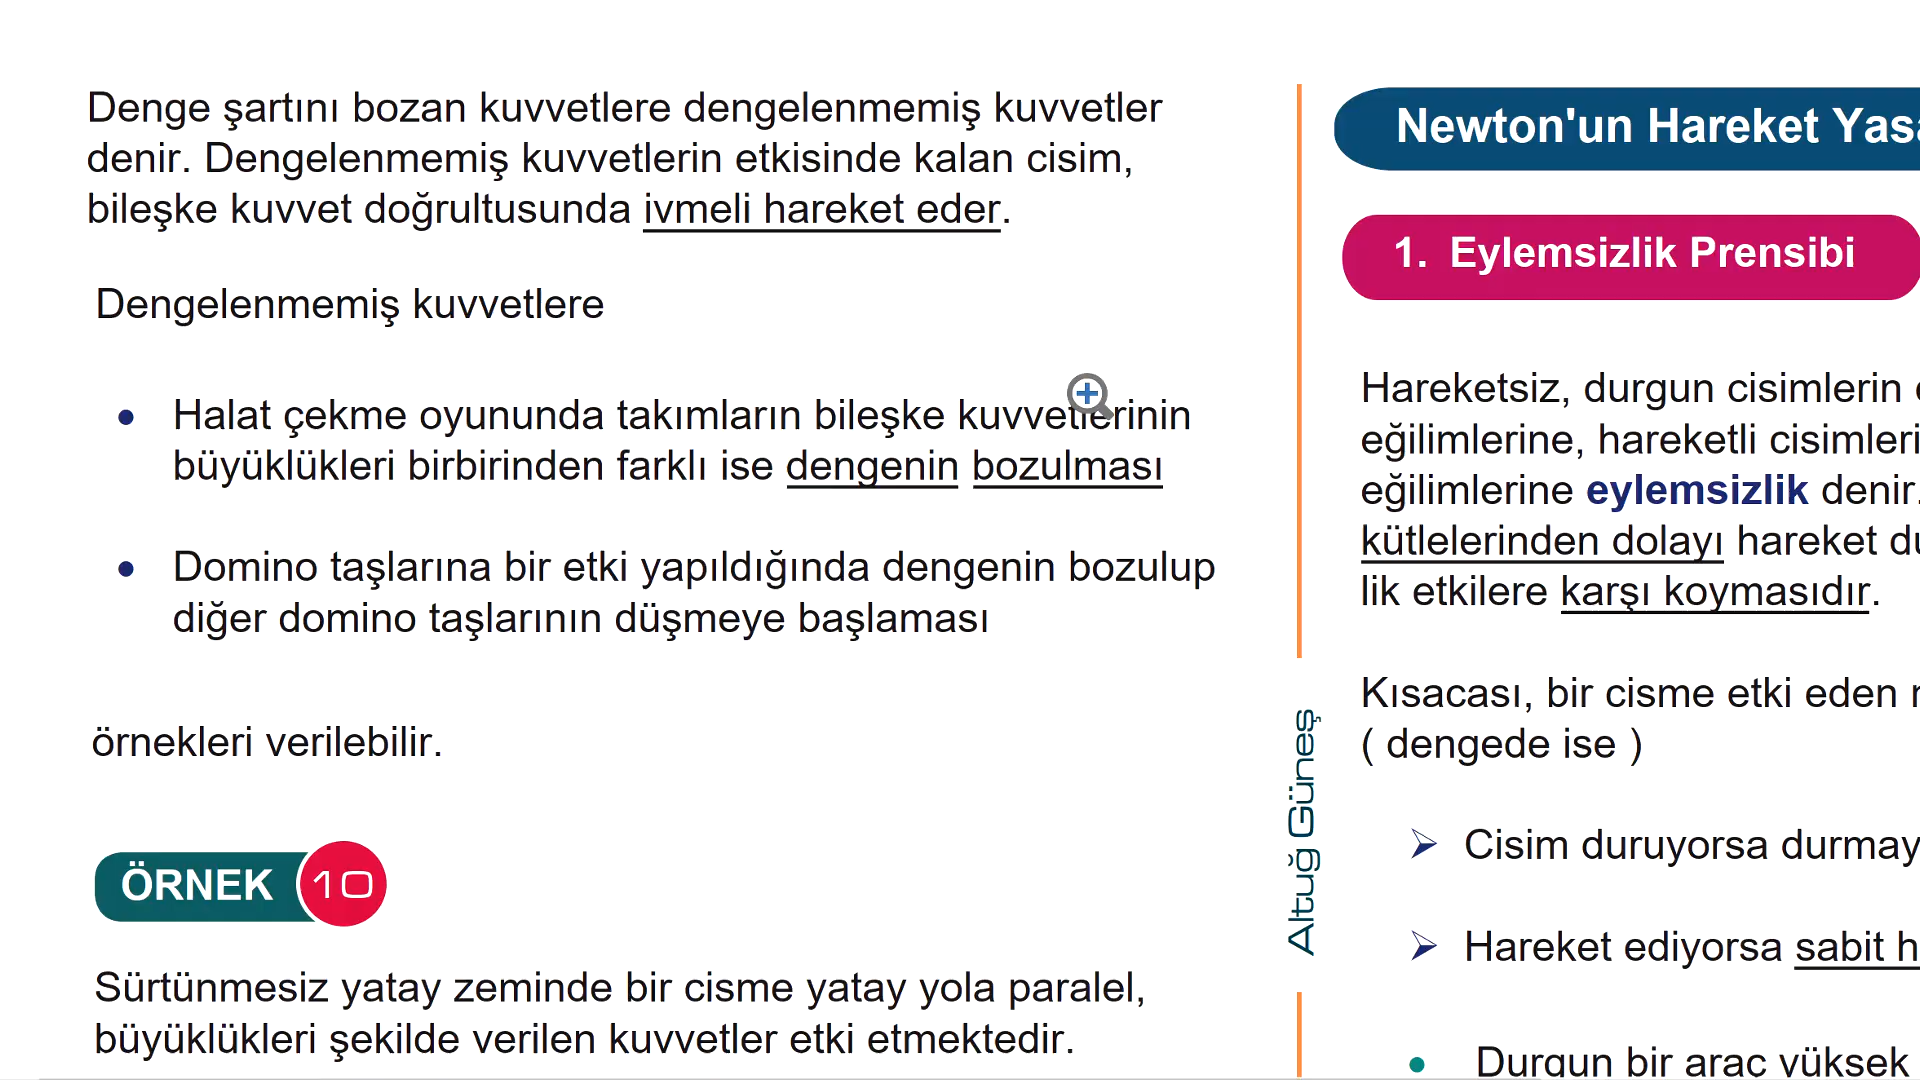 Denge şartını bozan kuvvetlere dengelenmemiş kuvvetler
denir. Dengelenmemiş kuvvetlerin etkisinde kalan cisim,
bileşke kuvvet doğrultusunda ivmeli hareket eder.
Dengelenmemiş kuvvetlere
• Halat çekme oyununda takımların bileşke kuvvetlerinin
büyüklükleri birbirinden farklı ise dengenin bozulması
• Domino taşlarına bir etki yapıldığında dengenin bozulup
diğer domino taşlarının düşmeye başlaması
örnekleri verilebilir.
ÖRNEK 10
Sürtünmesiz yatay zeminde bir cisme yatay yola paralel,
büyüklükleri şekilde verilen kuvvetler etki etmektedir.
Altuğ Güneş
Newton'un Hareket
1. Eylemsizlik Prensibi
Hareketsiz, durgun cisimlerin
eğilimlerine, hareketli
eğilimlerine eylemsizlik denir.
kütlelerinden dolayı hareket
lik etkilere karşı koymasıdır.
Kısacası, bir cisme etki eden
( dengede ise )
➢ Cisim duruyorsa
➢ Hareket ediyorsa sabit
• Durgun bir araç yüksek